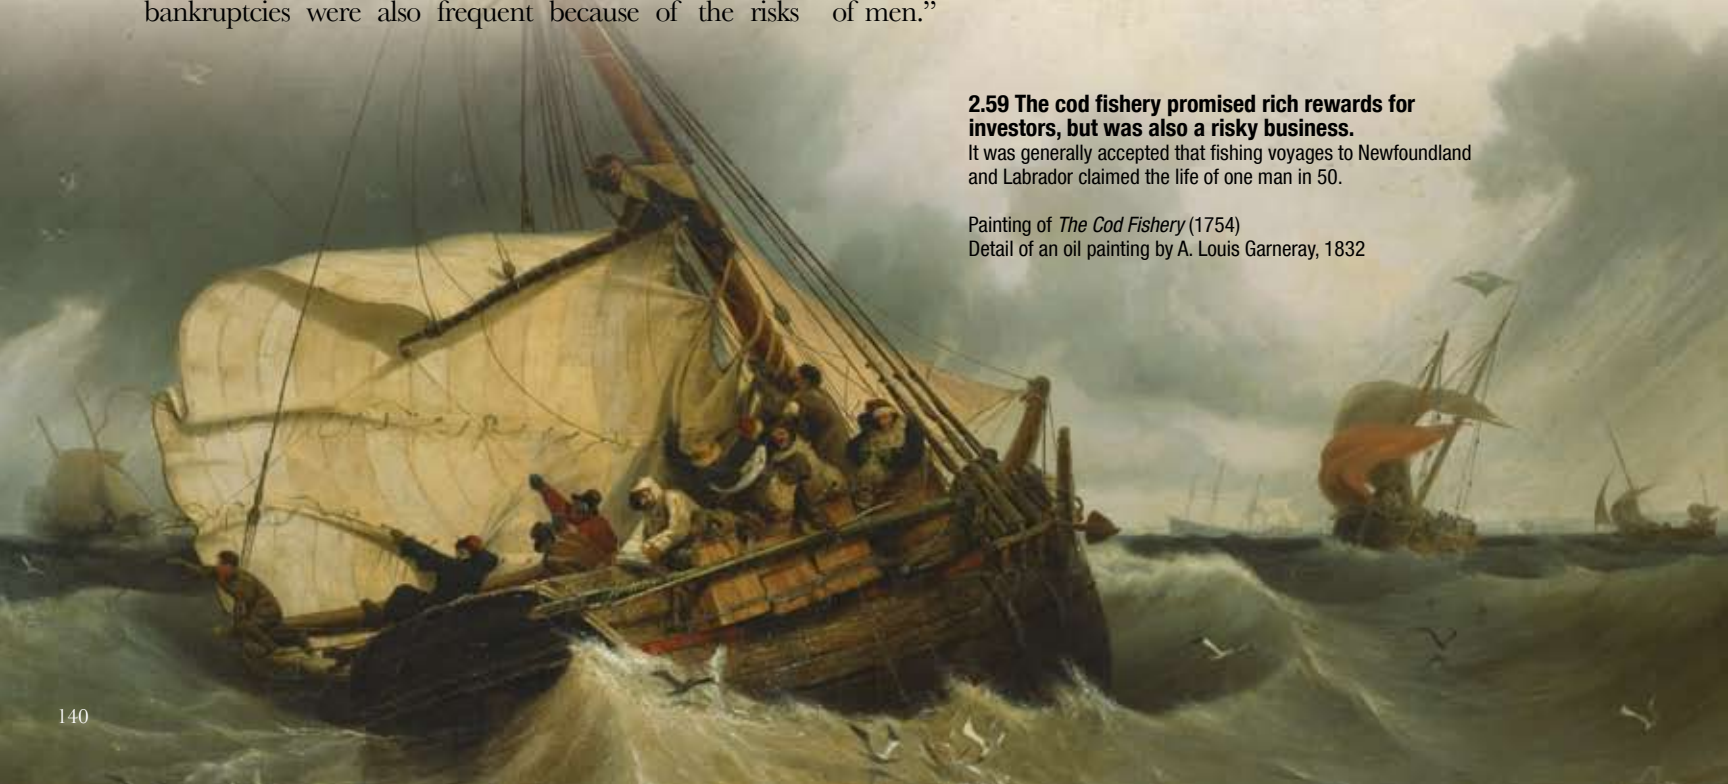 bankruptcies were also frequent because of the risks
of men.”
2.59 The cod fishery promised rich rewards for
investors, but was also a risky business.
It was generally accepted that fishing voyages to Newfoundland
and Labrador claimed the life of one man in 50.
Painting of The Cod Fishery (1754)
Detail of an oil painting by A. Louis Garneray, 1832
140